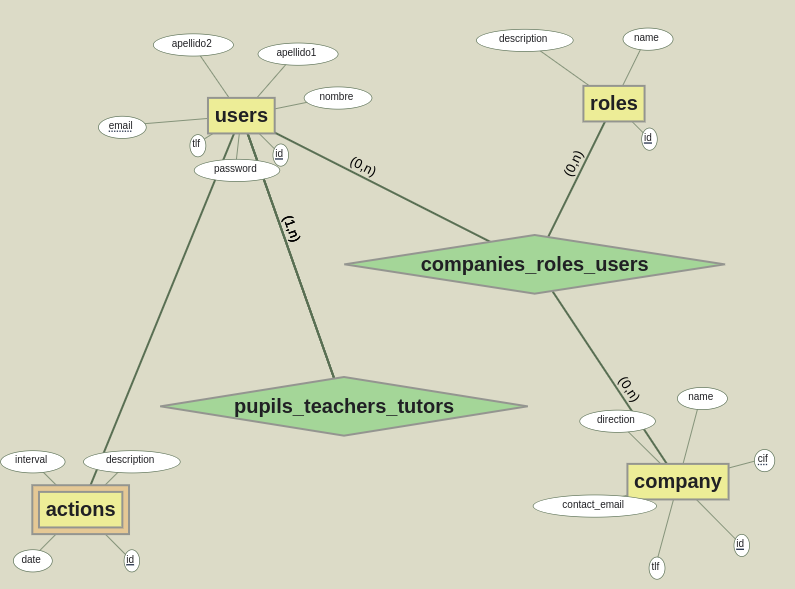 description
name
apellido2
apellido1
nombre
users
roles
email
tlf
id
id
password
(0,n)
(0,n)
(1,n)
companies_roles_users
(0,n)
name
pupils_teachers_tutors
direction
interval
description
cif
company
contact_email
actions
id
date
id
tlf